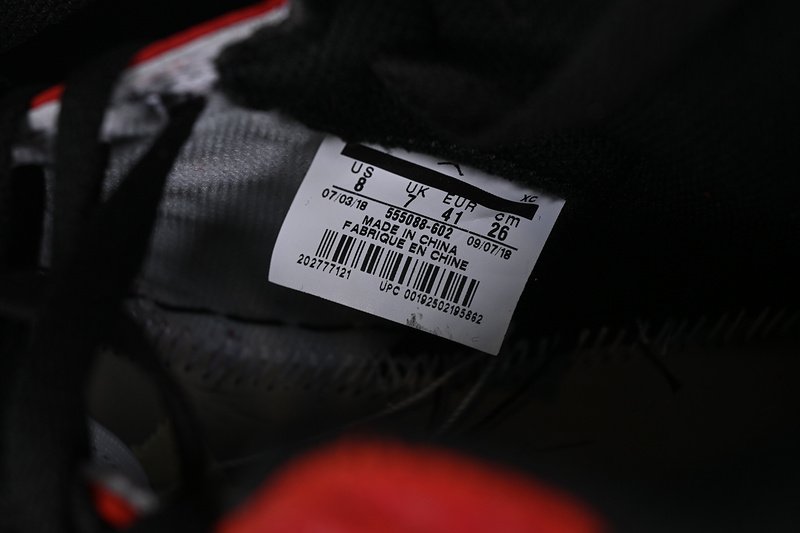 XC
US UK EUR cm
8 7 41 26
07/03/18 555088-602 09/07/18
MADE IN CHINA
FABRIQUE EN CHINE
202777121 UPC 00192502195862